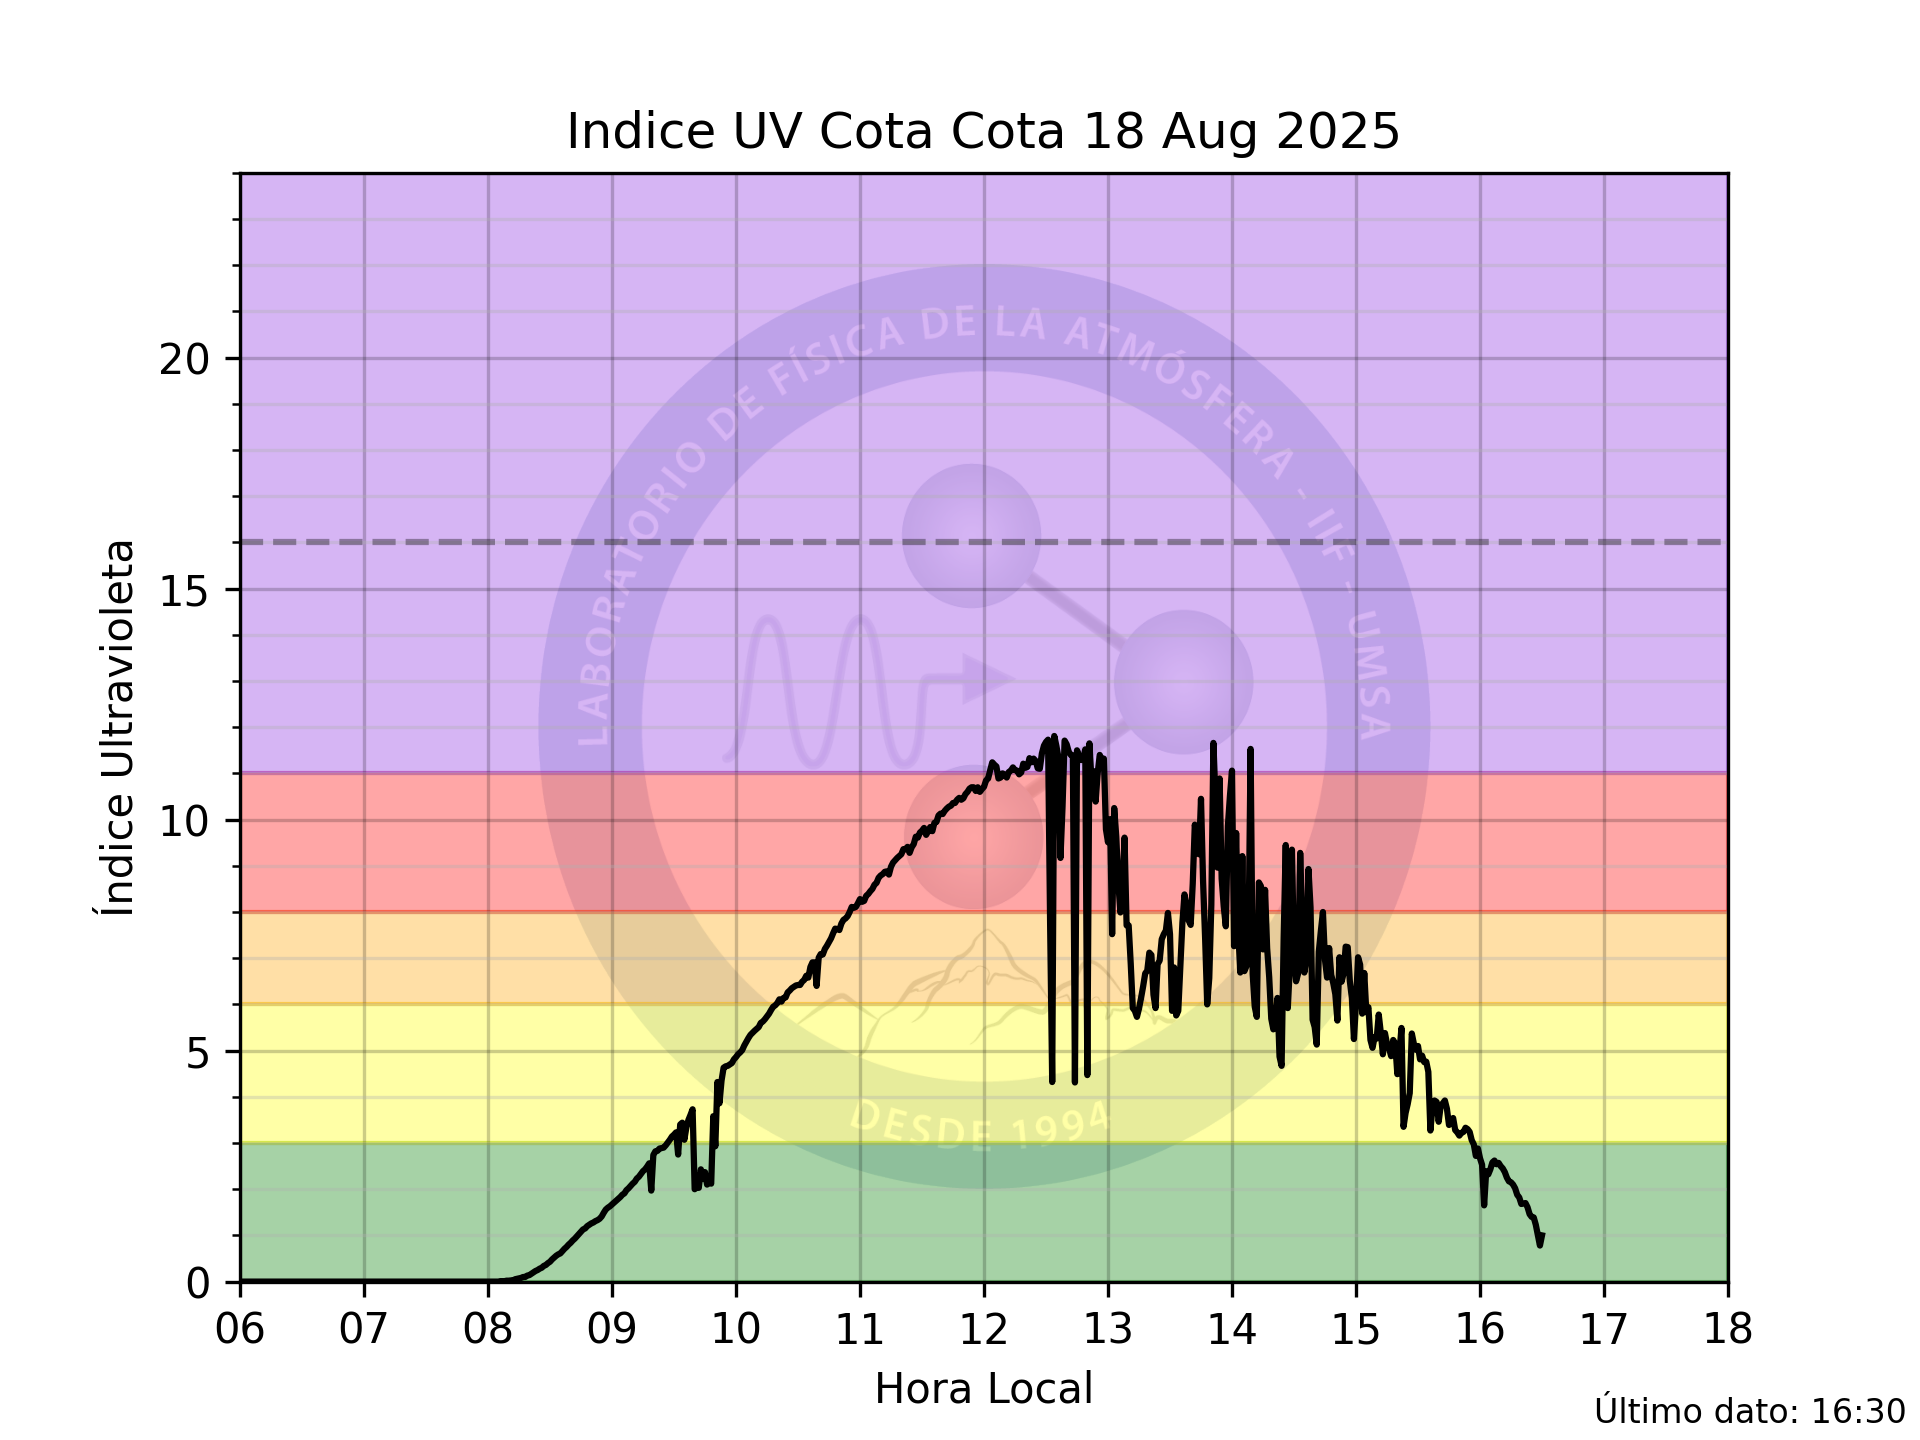 Indice UV Cota Cota 18 Aug 2025
LABORATORIO DE FÍSICA DE LA ATMÓSFERA - IIF - UMSA
DESDE 1994
Índice Ultravioleta
20
15
10
5
0
06 07 08 09 10 11 12 13 14 15 16 17 18
Hora Local
Último dato: 16:30